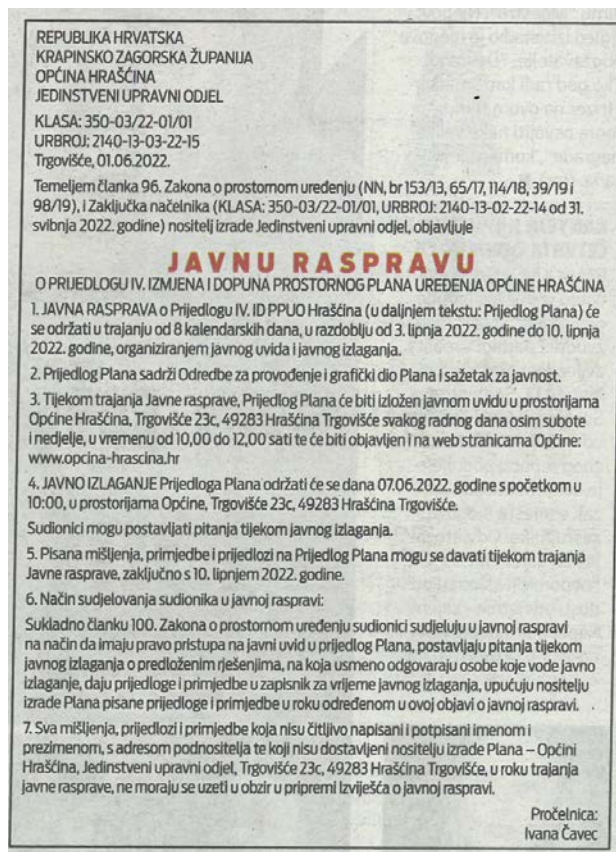 REPUBLIKA HRVATSKA
KRAPINSKO ZAGORSKA ŽUPANIJA
OPĆINA HRAŠĆINA
JEDINSTVENI UPRAVNI ODJEL
KLASA: 350-03/22-01/01
URBROJ: 2140-13-03-22-15
Trgovišće, 01.06.2022.
Temeljem članka 96. Zakona o prostornom uređenju (NN, br 153/13, 65/17, 114/18, 39/19 i
98/19), i Zaključka načelnika (KLASA: 350-03/22-01/01, URBROJ: 2140-13-02-22-14 od 31.
svibnja 2022. godine) nositelj izrade Jedinstveni upravni odjel, objavljuje
JAVNU RASPRAVU
O PRIJEDLOGU IV. IZMJENA I DOPUNA PROSTORNOG PLANA UREĐENJA OPĆINE HRAŠĆINA
1. JAVNA RASPRAVA o Prijedlogu IV. ID PPUO Hrašćina (u daljnjem tekstu: Prijedlog Plana) će
se održati u trajanju od 8 kalendarskih dana, u razdoblju od 3. lipnja 2022. godine do 10. lipnja
2022. godine, organiziranjem javnog uvida i javnog izlaganja.
2. Prijedlog Plana sadrži Odredbe za provođenje i grafički dio Plana i sažetak za javnost.
3. Tijekom trajanja Javne rasprave, Prijedlog Plana će biti izložen javnom uvidu u prostorijama
Općine Hrašćina, Trgovišće 23c, 49283 Hrašćina Trgovišće svakog radnog dana osim subote
i nedjelje, u vremenu od 10,00 do 12,00 sati te će biti objavljen i na web stranicama Općine:
www.opcina-hrascina.hr
4. JAVNO IZLAGANJE Prijedloga Plana održati će se dana 07.06.2022. godine s početkom u
10:00, u prostorijama Općine, Trgovišće 23c, 49283 Hrašćina Trgovišće.
Sudionici mogu postavljati pitanja tijekom javnog izlaganja.
5. Pisana mišljenja, primjedbe i prijedlozi na Prijedlog Plana mogu se davati tijekom trajanja
Javne rasprave, zaključno s 10. lipnjem 2022. godine.
6. Način sudjelovanja sudionika u javnoj raspravi:
Sukladno članku 100. Zakona o prostornom uređenju sudionici sudjeluju u javnoj raspravi
na način da imaju pravo pristupa na javni uvid u prijedlog Plana, postavljaju pitanja tijekom
javnog izlaganja o predloženim rješenjima, na koja usmeno odgovaraju osobe koje vode javno
izlaganje, daju prijedloge i primjedbe u zapisnik za vrijeme javnog izlaganja, upućuju nositelju
izrade Plana pisane prijedloge i primjedbe u roku određenom u ovoj objavi o javnoj raspravi.
7. Sva mišljenja, prijedlozi i primjedbe koja nisu čitljivo napisani i potpisani imenom i
prezimenom, s adresom podnositelja te koji nisu dostavljeni nositelju izrade Plana – Općini
Hrašćina, Jedinstveni upravni odjel, Trgovišće 23c, 49283 Hrašćina Trgovišće, u roku trajanja
javne rasprave, ne moraju se uzeti u obzir u pripremi Izviješća o javnoj raspravi.
Pročelnica:
Ivana Čavec